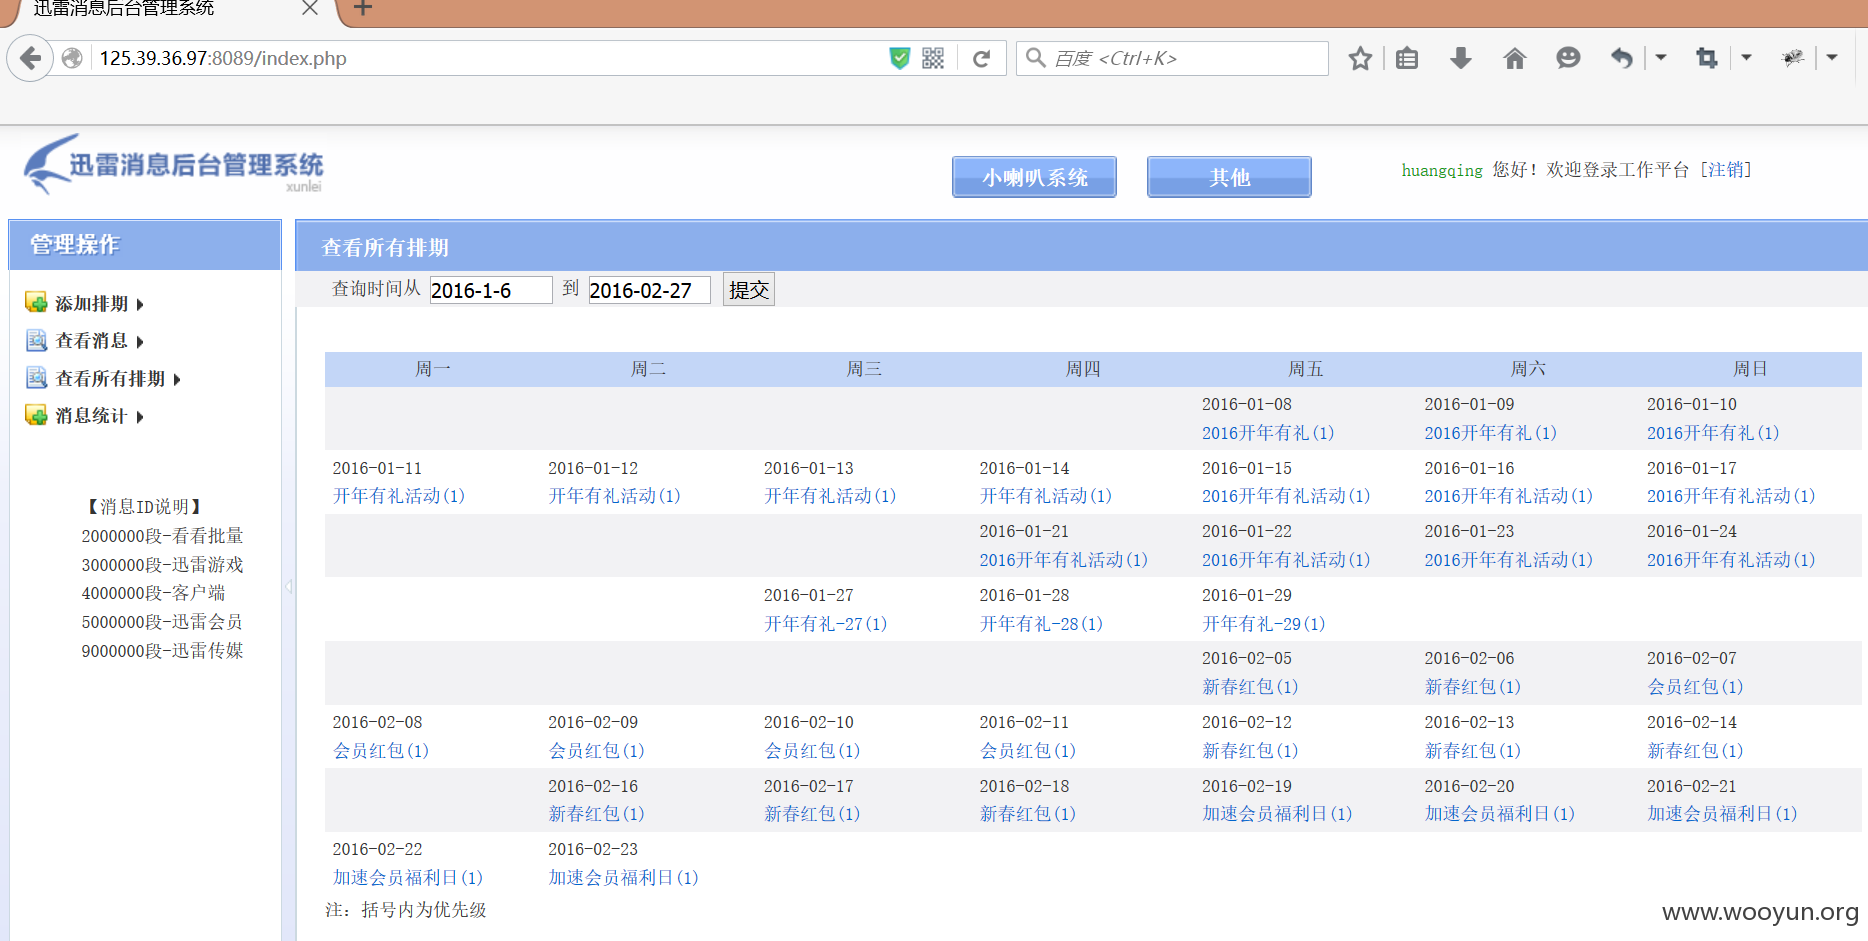 迅雷消息后台管理系统
125.39.36.97:8089/index.php
百度 <Ctrl+K>
迅雷消息后台管理系统
xunlei
小喇叭系统
其他
huangqing 您好！欢迎登录工作平台 [注销]
管理操作
添加排期
查看消息
查看所有排期
消息统计
【消息ID说明】
2000000段-看看批量
3000000段-迅雷游戏
4000000段-客户端
5000000段-迅雷会员
9000000段-迅雷传媒
查看所有排期
查询时间从 2016-1-6 到 2016-02-27 提交
周一 周二 周三 周四 周五 周六 周日
2016-01-08 2016-01-09 2016-01-10
2016开年有礼(1) 2016开年有礼(1) 2016开年有礼(1)
2016-01-11 2016-01-12 2016-01-13 2016-01-14 2016-01-15 2016-01-16 2016-01-17
开年有礼活动(1) 开年有礼活动(1) 开年有礼活动(1) 开年有礼活动(1) 2016开年有礼活动(1) 2016开年有礼活动(1) 2016开年有礼活动(1)
2016-01-21 2016-01-22 2016-01-23 2016-01-24
2016开年有礼活动(1) 2016开年有礼活动(1) 2016开年有礼活动(1) 2016开年有礼活动(1)
2016-01-27 2016-01-28 2016-01-29
开年有礼-27(1) 开年有礼-28(1) 开年有礼-29(1)
2016-02-05 2016-02-06 2016-02-07
新春红包(1) 新春红包(1) 会员红包(1)
2016-02-08 2016-02-09 2016-02-10 2016-02-11 2016-02-12 2016-02-13 2016-02-14
会员红包(1) 会员红包(1) 会员红包(1) 会员红包(1) 新春红包(1) 新春红包(1) 新春红包(1)
2016-02-16 2016-02-17 2016-02-18 2016-02-19 2016-02-20 2016-02-21
新春红包(1) 新春红包(1) 新春红包(1) 加速会员福利日(1) 加速会员福利日(1) 加速会员福利日(1)
2016-02-22 2016-02-23
加速会员福利日(1) 加速会员福利日(1)
注: 括号内为优先级
www.wooyun.org